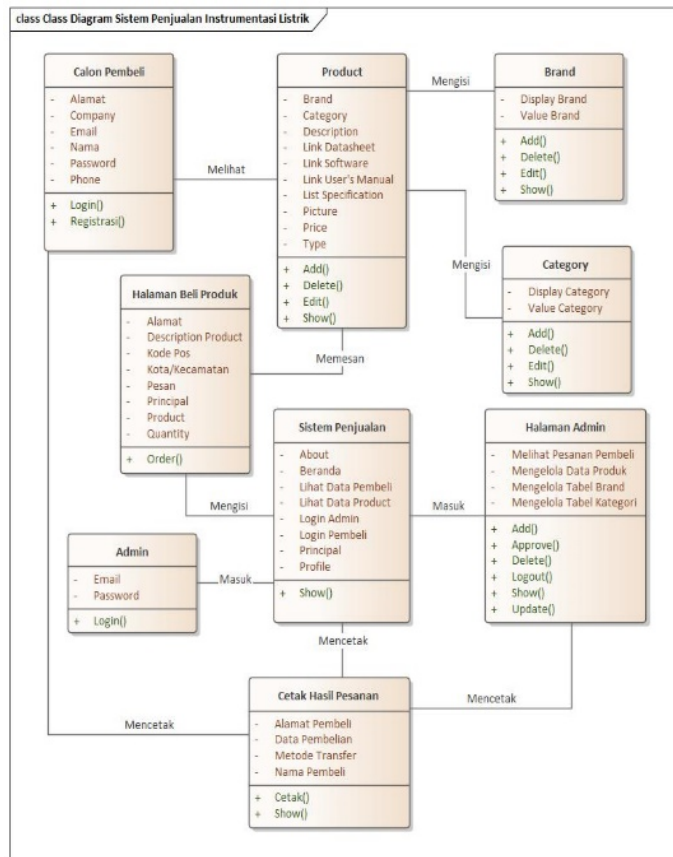 class Class Diagram Sistem Penjualan Instrumentasi Listrik
Calon Pembeli
- Alamat
- Company
- Email
- Nama
- Password
- Phone
+ Login()
+ Registrasi()
Melihat
Product
- Brand
- Category
- Description
- Link Datasheet
- Link Software
- Link User's Manual
- List Specification
- Picture
- Price
- Type
+ Add()
+ Delete()
+ Edit()
+ Show()
Mengisi
Brand
- Display Brand
- Value Brand
+ Add()
+ Delete()
+ Edit()
+ Show()
Mengisi
Category
- Display Category
- Value Category
+ Add()
+ Delete()
+ Edit()
+ Show()
Halaman Beli Produk
- Alamat
- Description Product
- Kode Pos
- Kota/Kecamatan
- Pesan
- Principal
- Product
- Quantity
+ Order()
Memesan
Mengisi
Sistem Penjualan
- About
- Beranda
- Lihat Data Pembeli
- Lihat Data Product
- Login Admin
- Login Pembeli
- Principal
- Profile
+ Show()
Masuk
Halaman Admin
- Melihat Pesanan Pembeli
- Mengelola Data Produk
- Mengelola Tabel Brand
- Mengelola Tabel Kategori
+ Add()
+ Approve()
+ Delete()
+ Logout()
+ Show()
+ Update()
Admin
- Email
- Password
+ Login()
Masuk
Mencetak
Mencetak
Mencetak
Cetak Hasil Pesanan
- Alamat Pembeli
- Data Pembelian
- Metode Transfer
- Nama Pembeli
+ Cetak()
+ Show()